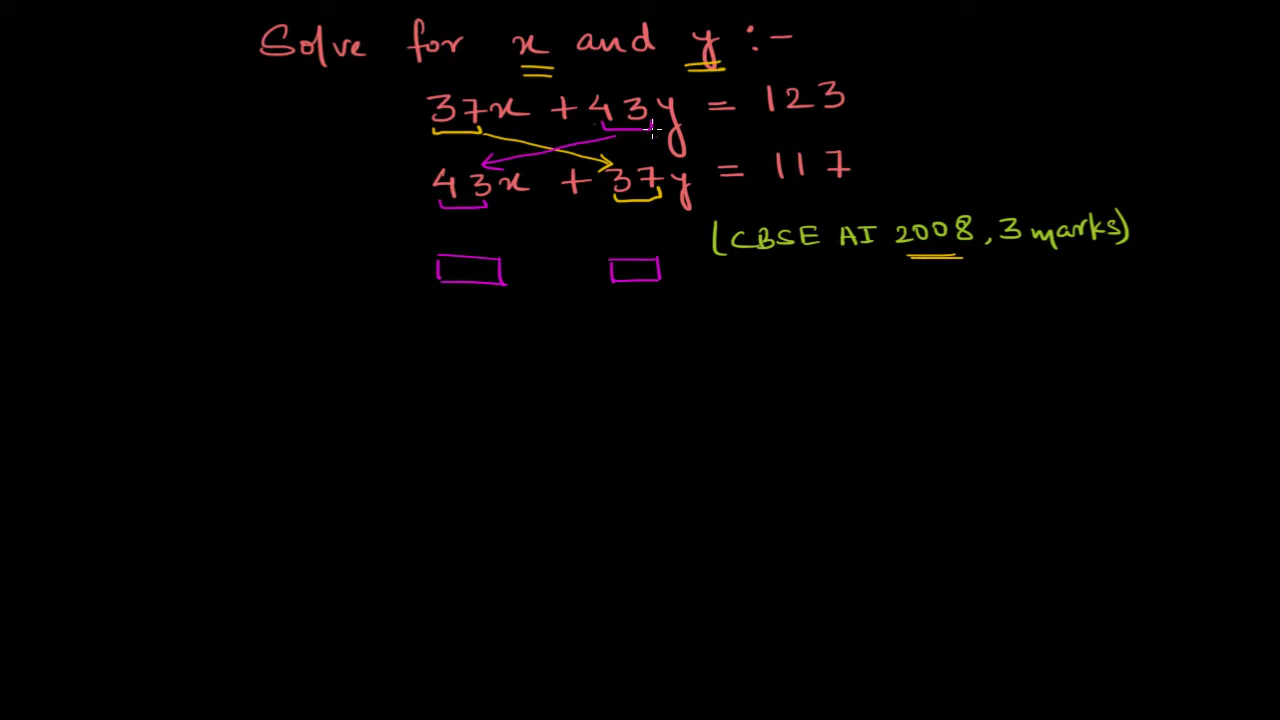 Solve for x and y :-
37x + 43y = 123
43x + 37y = 117
(CBSE AI 2008, 3 marks)